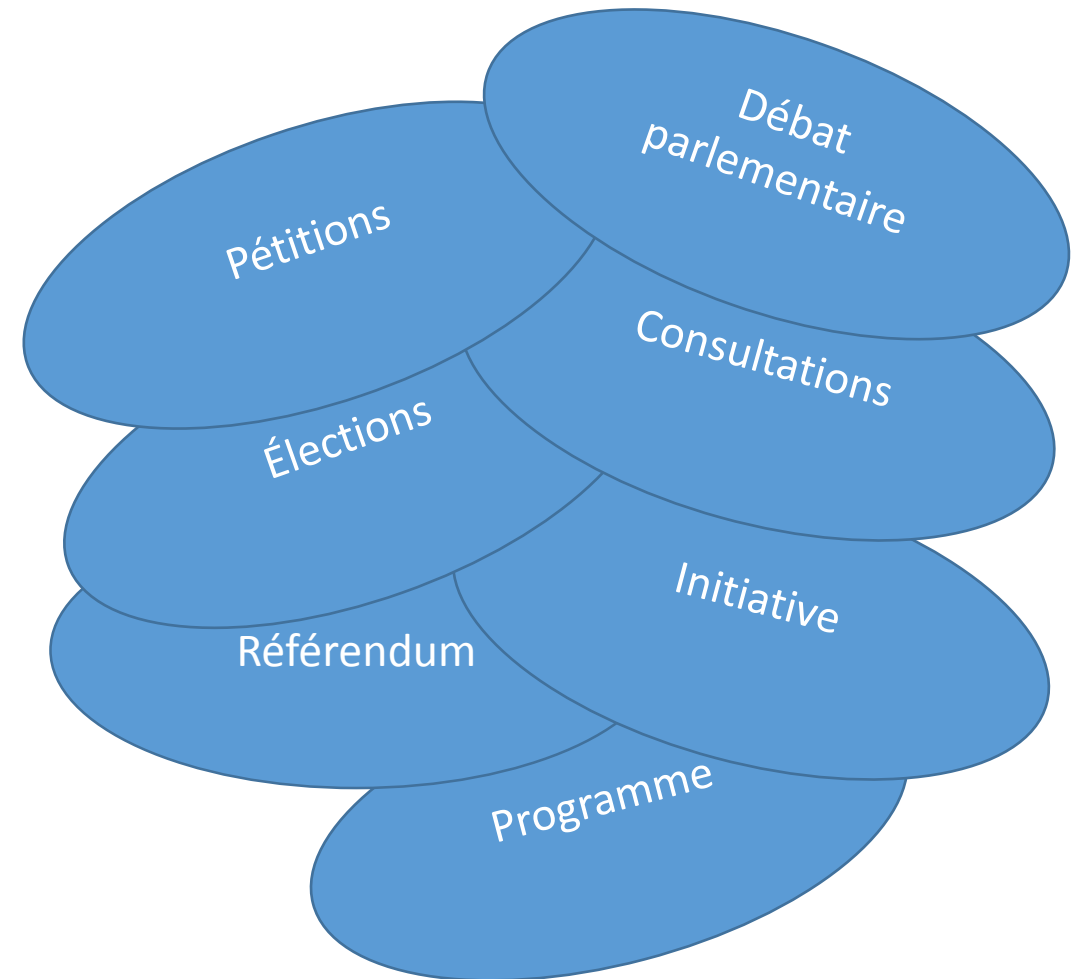 Débat
parlementaire
Pétitions
Consultations
Élections
Initiative
Référendum
Programme